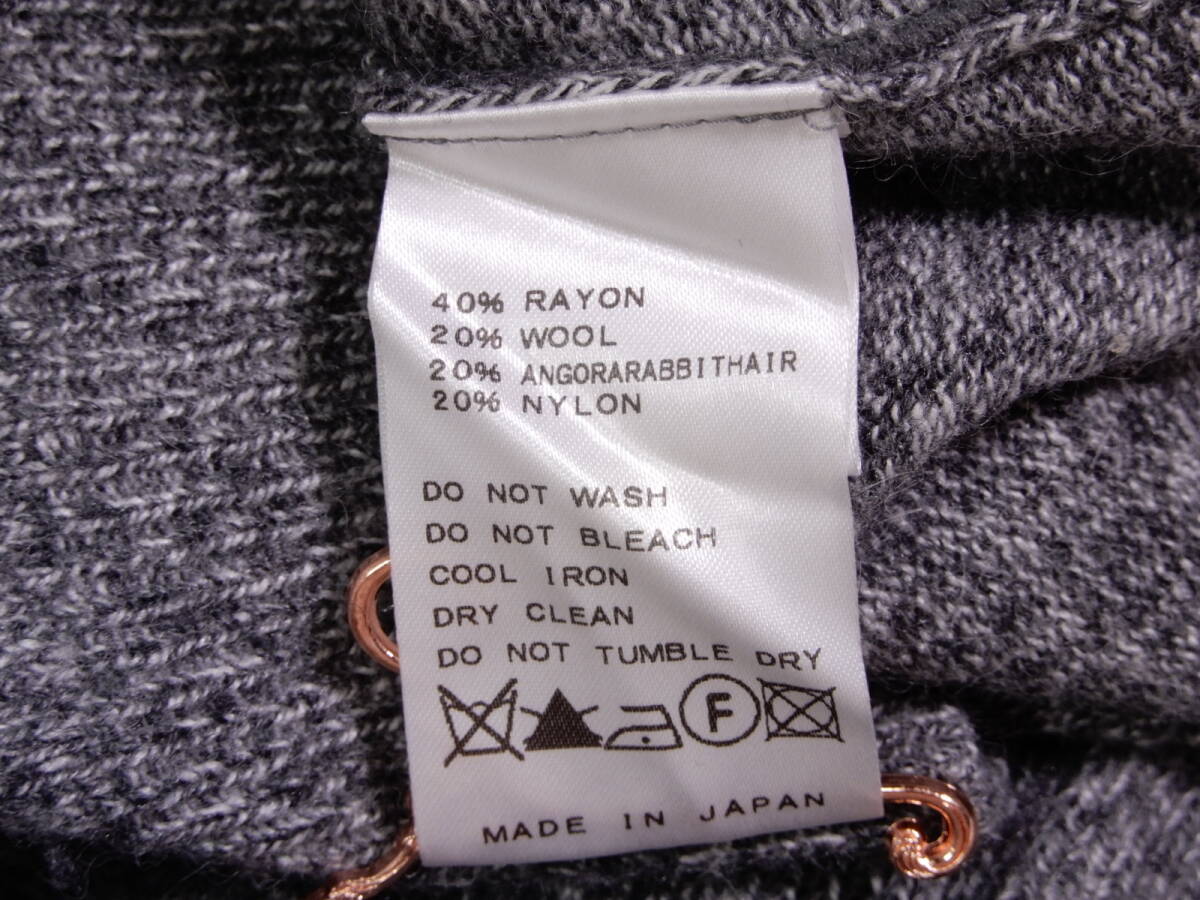 40% RAYON
20% WOOL
20% ANGORARABBITHAIR
20% NYLON
DO NOT WASH
DO NOT BLEACH
COOL IRON
DRY CLEAN
DO NOT TUMBLE DRY
F
MADE IN JAPAN